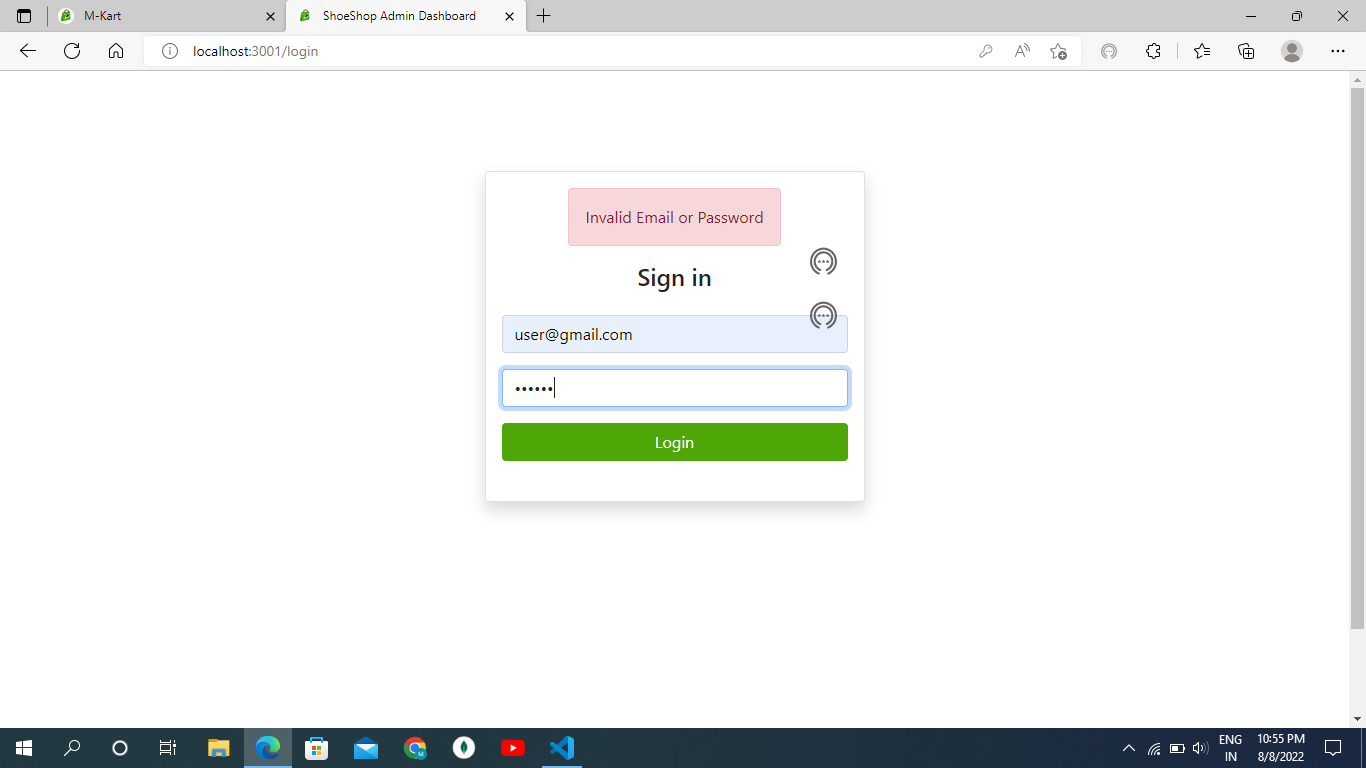 M-Kart
ShoeShop Admin Dashboard
localhost:3001/login
Invalid Email or Password
Sign in
user@gmail.com
••••••
Login
ENG
IN
10:55 PM
8/8/2022